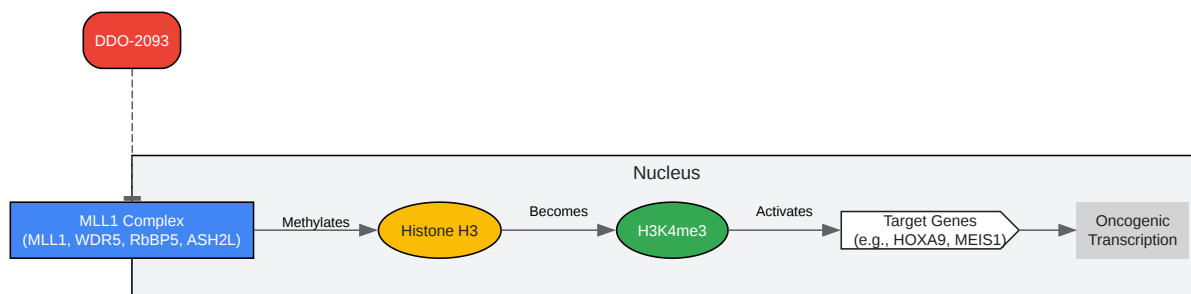 DDO-2093
Nucleus
MLL1 Complex
(MLL1, WDR5, RbBP5, ASH2L)
Methylates
Histone H3
Becomes
H3K4me3
Activates
Target Genes
(e.g., HOXA9, MEIS1)
Oncogenic
Transcription